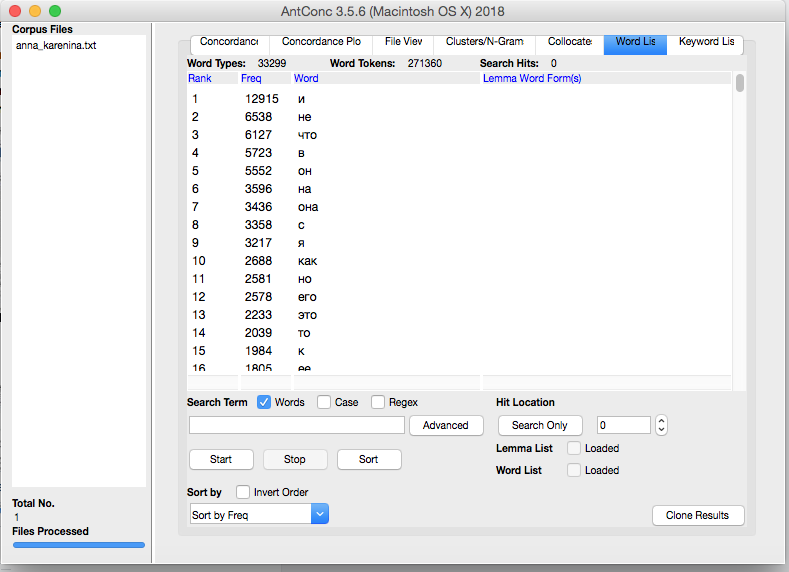 AntConc 3.5.6 (Macintosh OS X) 2018
Corpus Files
anna_karenina.txt
Concordance Concordance Plo File Viev Clusters/N-Gram Collocate: Word Lis Keyword Lis
Word Types: 33299 Word Tokens: 271360 Search Hits: 0
Rank Freq Word Lemma Word Form(s)
1 12915 и
2 6538 не
3 6127 что
4 5723 в
5 5552 он
6 3596 на
7 3436 она
8 3358 с
9 3217 я
10 2688 как
11 2581 но
12 2578 его
13 2233 это
14 2039 то
15 1984 к
16 1805 ее
Search Term Words Case Regex Hit Location
Advanced Search Only 0
Lemma List Loaded
Start Stop Sort Word List Loaded
Sort by Invert Order
Sort by Freq Clone Results
Total No.
1
Files Processed